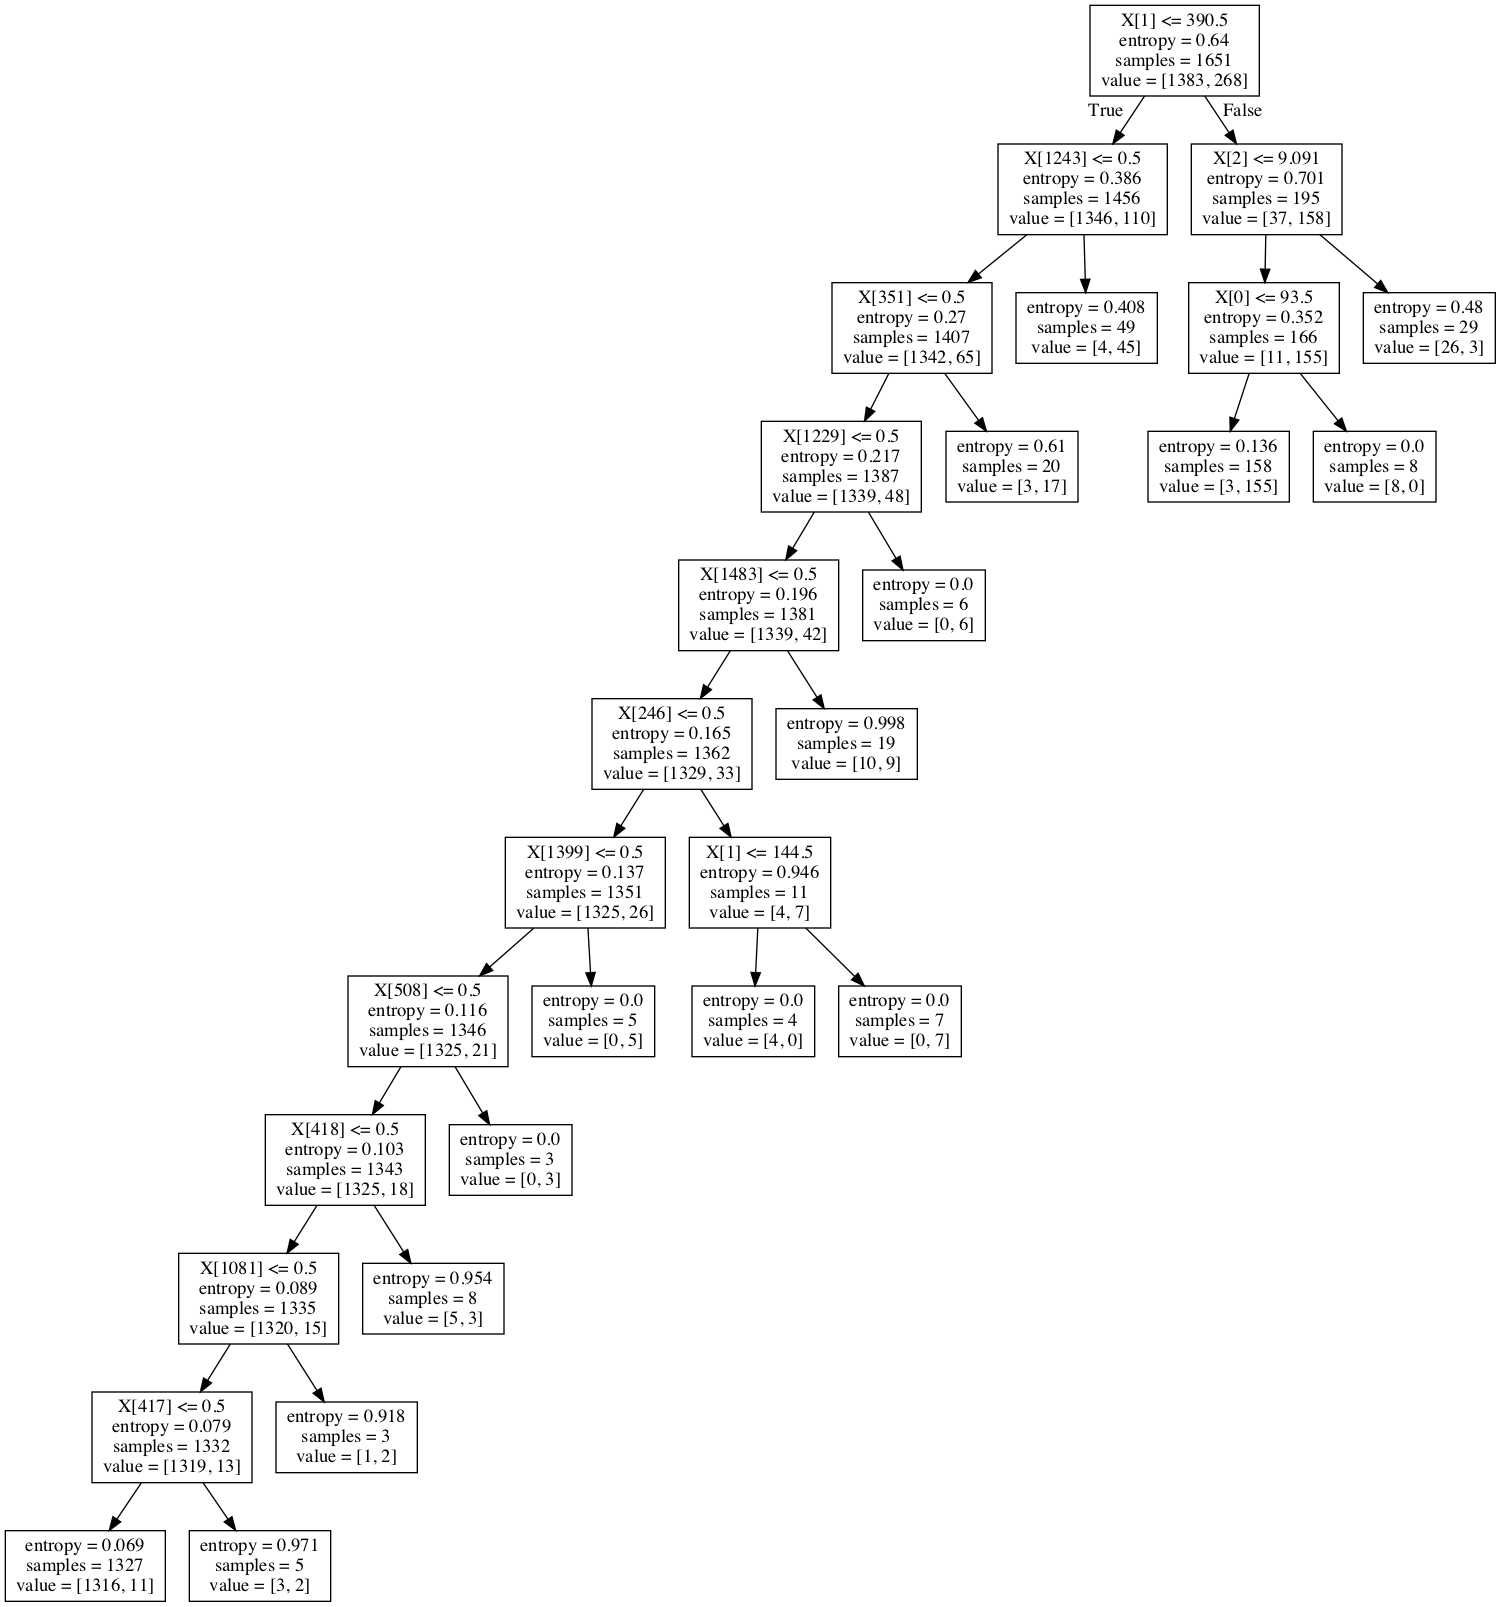 X[1] <= 390.5
entropy = 0.64
samples = 1651
value = [1383, 268]
True
False
X[1243] <= 0.5
entropy = 0.386
samples = 1456
value = [1346, 110]
X[2] <= 9.091
entropy = 0.701
samples = 195
value = [37, 158]
X[351] <= 0.5
entropy = 0.27
samples = 1407
value = [1342, 65]
entropy = 0.408
samples = 49
value = [4, 45]
X[0] <= 93.5
entropy = 0.352
samples = 166
value = [11, 155]
entropy = 0.48
samples = 29
value = [26, 3]
X[1229] <= 0.5
entropy = 0.217
samples = 1387
value = [1339, 48]
entropy = 0.61
samples = 20
value = [3, 17]
entropy = 0.136
samples = 158
value = [3, 155]
entropy = 0.0
samples = 8
value = [8, 0]
X[1483] <= 0.5
entropy = 0.196
samples = 1381
value = [1339, 42]
entropy = 0.0
samples = 6
value = [0, 6]
X[246] <= 0.5
entropy = 0.165
samples = 1362
value = [1329, 33]
entropy = 0.998
samples = 19
value = [10, 9]
X[1399] <= 0.5
entropy = 0.137
samples = 1351
value = [1325, 26]
X[1] <= 144.5
entropy = 0.946
samples = 11
value = [4, 7]
X[508] <= 0.5
entropy = 0.116
samples = 1346
value = [1325, 21]
entropy = 0.0
samples = 5
value = [0, 5]
entropy = 0.0
samples = 4
value = [4, 0]
entropy = 0.0
samples = 7
value = [0, 7]
X[418] <= 0.5
entropy = 0.103
samples = 1343
value = [1325, 18]
entropy = 0.0
samples = 3
value = [0, 3]
X[1081] <= 0.5
entropy = 0.089
samples = 1335
value = [1320, 15]
entropy = 0.954
samples = 8
value = [5, 3]
X[417] <= 0.5
entropy = 0.079
samples = 1332
value = [1319, 13]
entropy = 0.918
samples = 3
value = [1, 2]
entropy = 0.069
samples = 1327
value = [1316, 11]
entropy = 0.971
samples = 5
value = [3, 2]